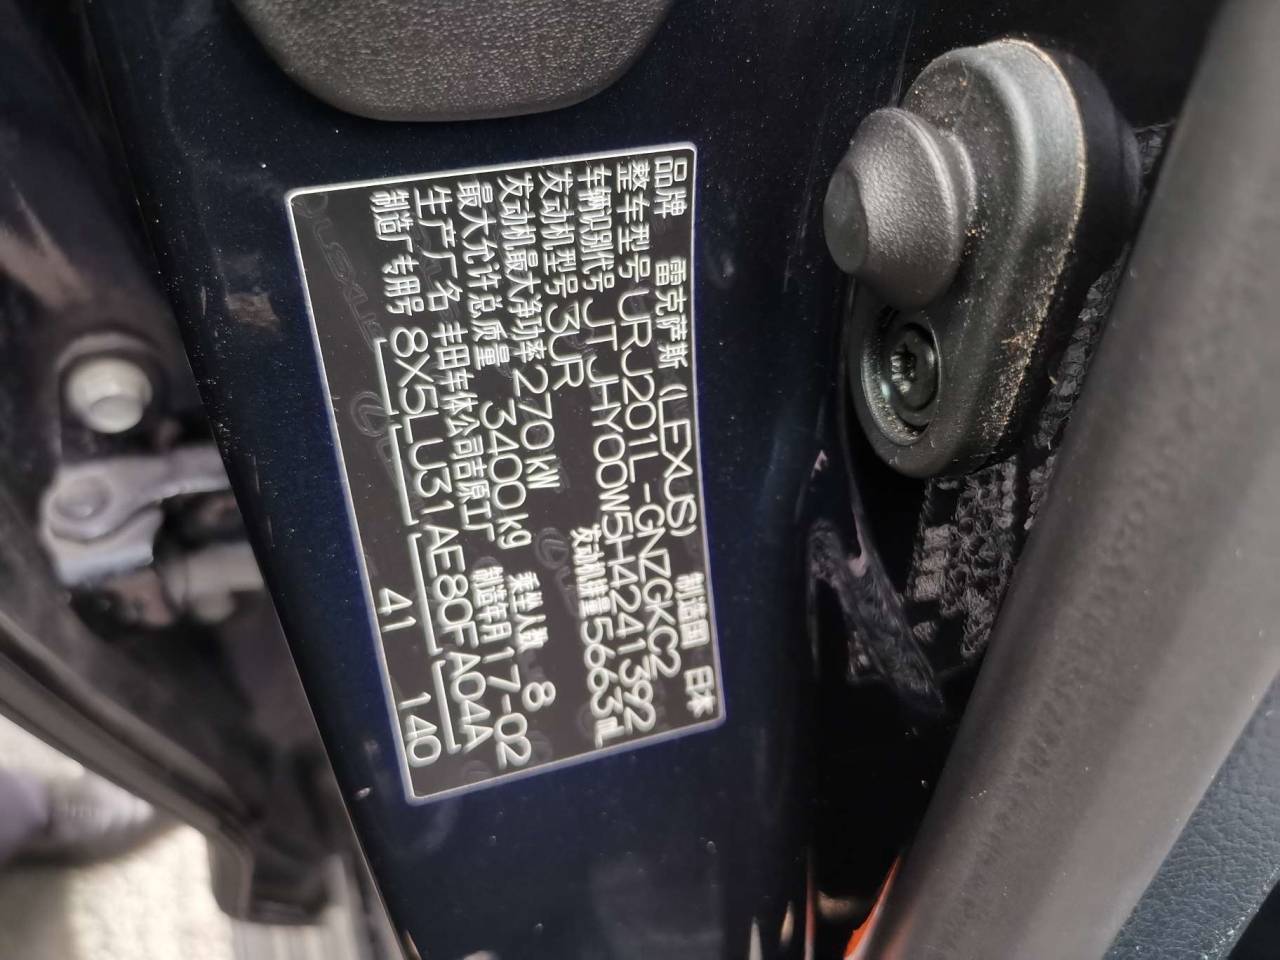 品牌 雷克萨斯 (LEXUS) 制造国 日本
整车型号 URJ201L-GNZGKC2
车辆识别代号 JTJHY00W5H4241392
发动机型号 3UR 发动机排量 5663mL
发动机最大净功率 270kW
最大允许总质量 3400kg 乘坐人数 8
生产厂名 丰田车体公司吉原工厂 制造年月 17-02
制造厂专用号 8X5LU31AE80FA04A
41 140